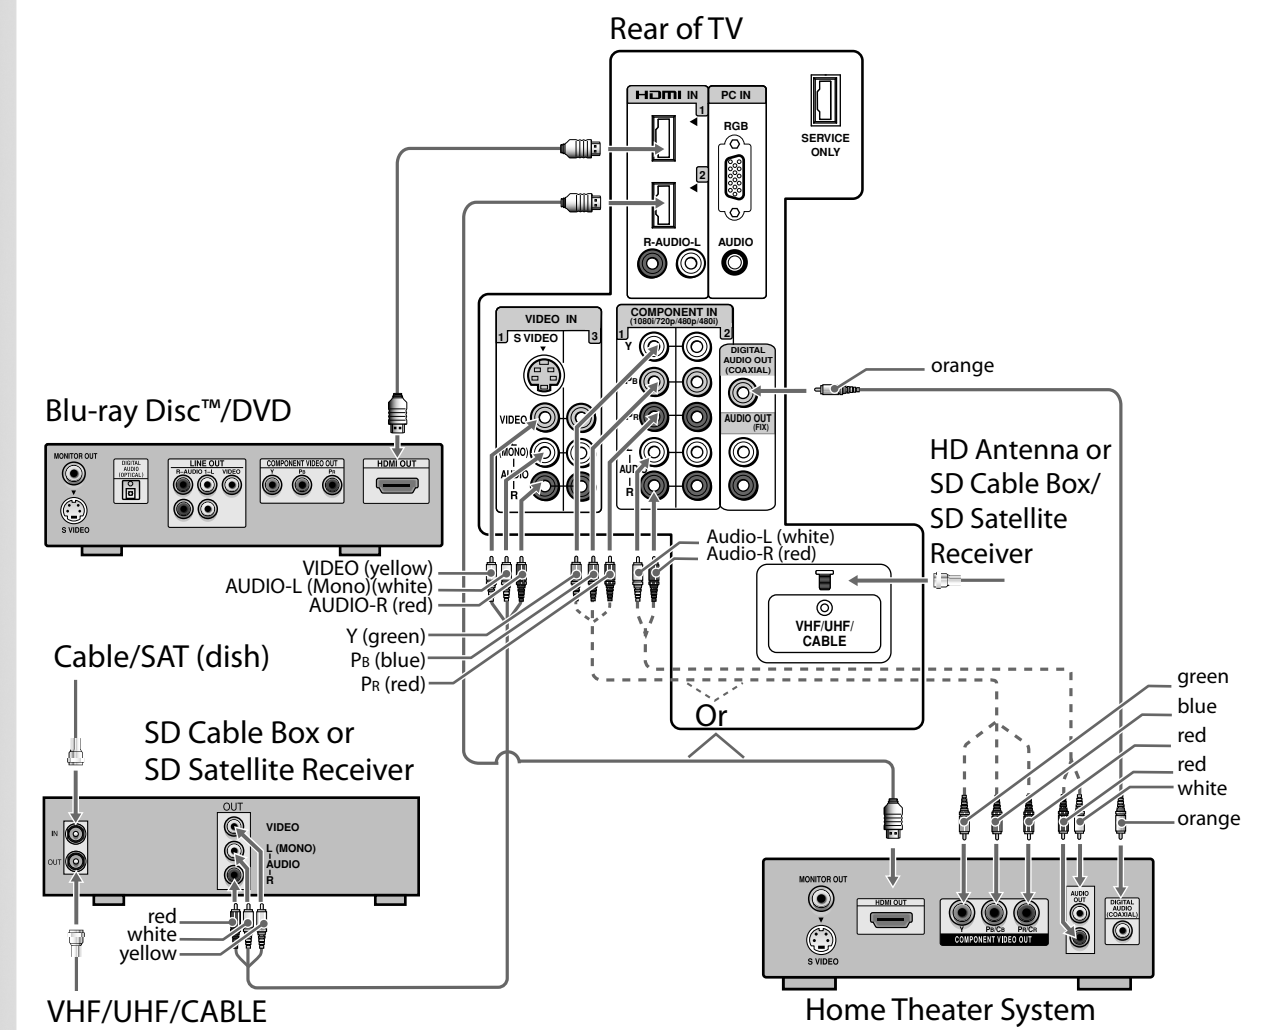 Rear of TV
HDMI IN
PC IN
1
RGB
SERVICE
ONLY
2
R-AUDIO-L
AUDIO
VIDEO IN
1
S VIDEO
3
VIDEO
(MONO)
L
AUDIO
R
COMPONENT IN
(1080i/720p/480p/480i)
1
2
Y
PB
PR
L
AUDIO
R
DIGITAL
AUDIO OUT
(COAXIAL)
AUDIO OUT
(FIX)
orange
Blu-ray Disc™/DVD
MONITOR OUT
S VIDEO
DIGITAL
AUDIO
(OPTICAL)
LINE OUT
R-AUDIO 1-L VIDEO
COMPONENT VIDEO OUT
Y PB PR
HDMI OUT
HD Antenna or
SD Cable Box/
SD Satellite
Receiver
Audio-L (white)
Audio-R (red)
VIDEO (yellow)
AUDIO-L (Mono)(white)
AUDIO-R (red)
Y (green)
PB (blue)
PR (red)
VHF/UHF/
CABLE
Cable/SAT (dish)
Or
green
blue
red
red
white
orange
SD Cable Box or
SD Satellite Receiver
IN
OUT
OUT
VIDEO
L (MONO)
AUDIO
R
red
white
yellow
VHF/UHF/CABLE
MONITOR OUT
S VIDEO
HDMI OUT
Y PB/CB PR/CR
COMPONENT VIDEO OUT
AUDIO
OUT
DIGITAL
AUDIO
(COAXIAL)
Home Theater System